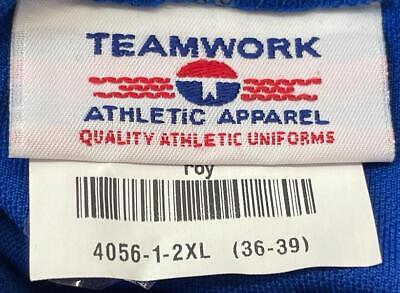 TEAMWORK
ATHLETIC APPAREL
QUALITY ATHLETIC UNIFORMS
roy
4056-1-2XL (36-39)